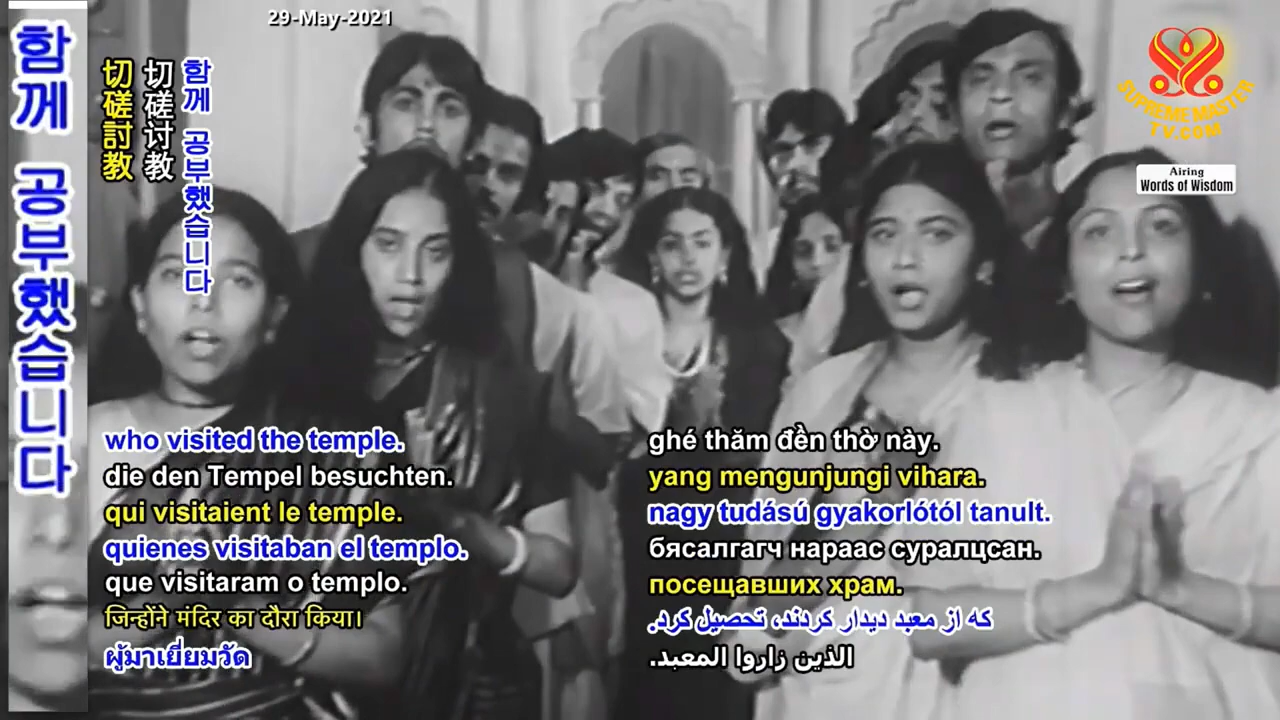 29-May-2021
함께 공부했습니다
切磋討教
切磋讨教
함께 공부했습니다
SUPREME MASTER
TV.COM
Airing
Words of Wisdom
who visited the temple.
die den Tempel besuchten.
qui visitaient le temple.
quienes visitaban el templo.
que visitaram o templo.
जिन्होंने मंदिर का दौरा किया।
ผู้มาเยี่ยมวัด
ghé thăm đền thờ này.
yang mengunjungi vihara.
nagy tudású gyakorlótól tanult.
бясалгагч нараас суралцсан.
посещавших храм.
که از معبد دیدار کردند، تحصیل کرد.
الذين زاروا المعبد.